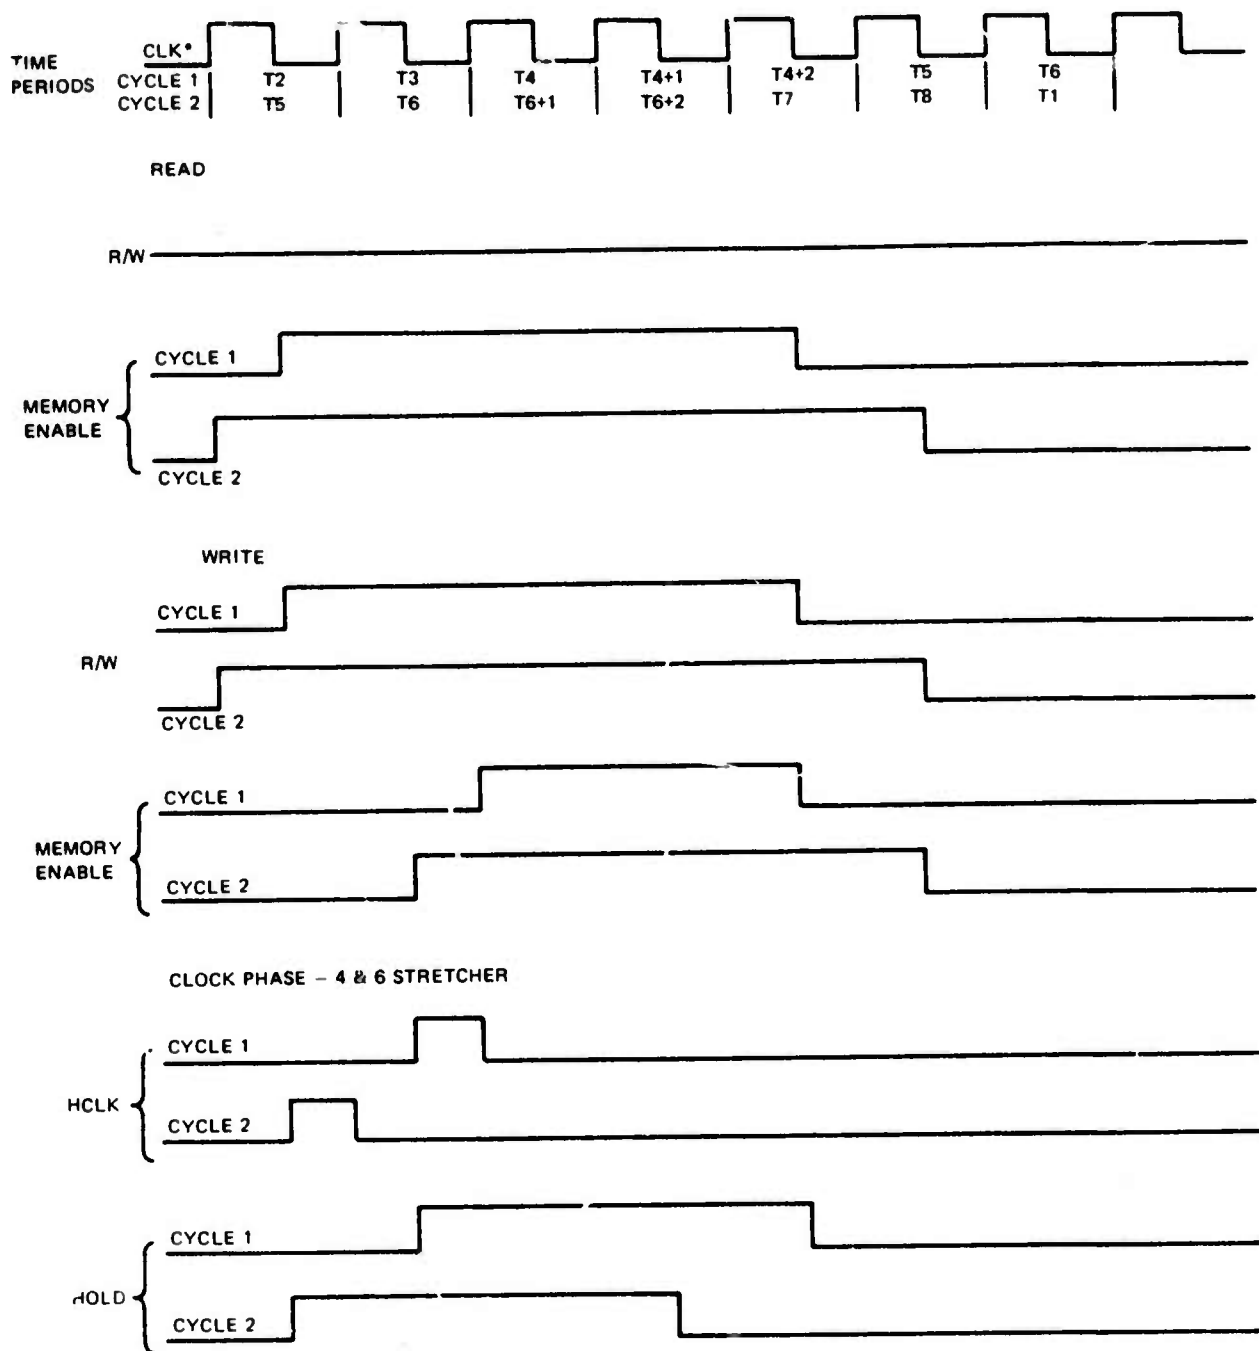 CLK*
TIME PERIODS
CYCLE 1 T2 T3 T4 T4+1 T4+2 T5 T6
CYCLE 2 T5 T6 T6+1 T6+2 T7 T8 T1
READ
R/W
CYCLE 1
MEMORY
ENABLE
CYCLE 2
WRITE
CYCLE 1
R/W
CYCLE 2
CYCLE 1
MEMORY
ENABLE
CYCLE 2
CLOCK PHASE – 4 & 6 STRETCHER
CYCLE 1
HCLK
CYCLE 2
CYCLE 1
HOLD
CYCLE 2